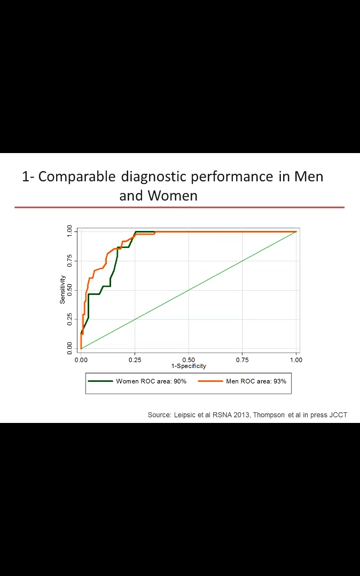 1- Comparable diagnostic performance in Men
and Women
Sensitivity
1.00
0.75
0.50
0.25
0.00
0.00 0.25 0.50 0.75 1.00
1-Specificity
Women ROC area: 90% Men ROC area: 93%
Source: Leipsic et al RSNA 2013, Thompson et al in press JCCT